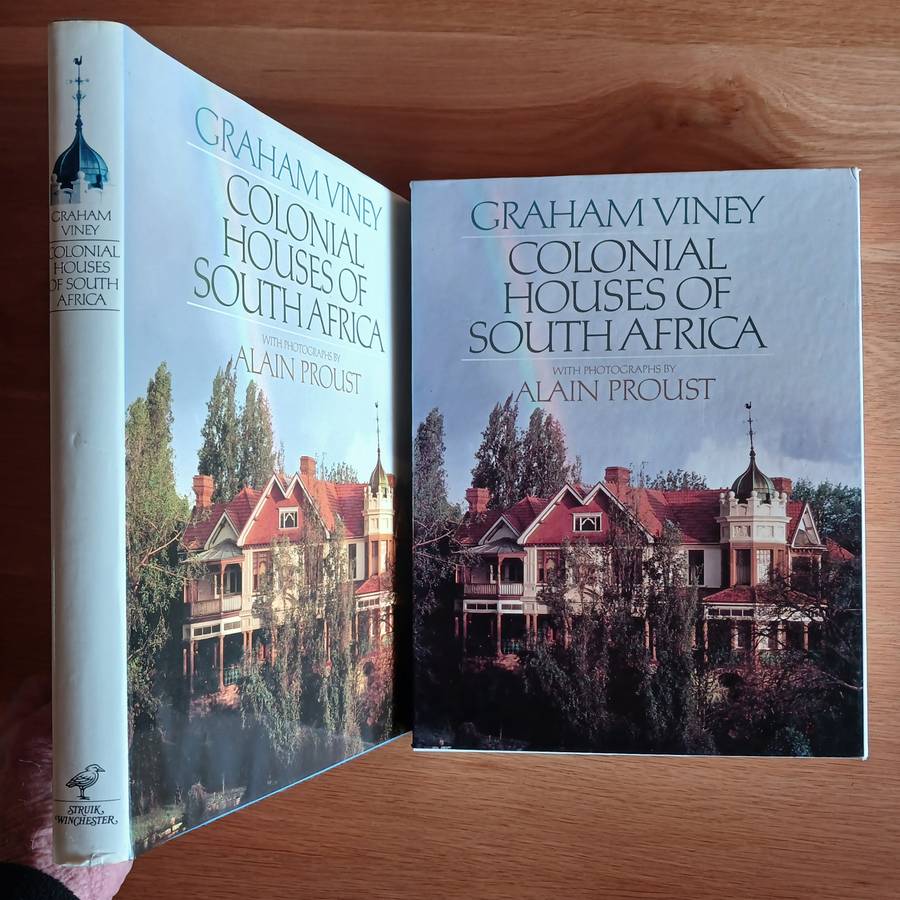 GRAHAM
VINEY
COLONIAL
HOUSES
OF SOUTH
AFRICA
STRUIK
WINCHESTER
GRAHAM VINEY
COLONIAL
HOUSES OF
SOUTH AFRICA
WITH PHOTOGRAPHS BY
ALAIN PROUST
GRAHAM VINEY
COLONIAL
HOUSES OF
SOUTH AFRICA
WITH PHOTOGRAPHS BY
ALAIN PROUST